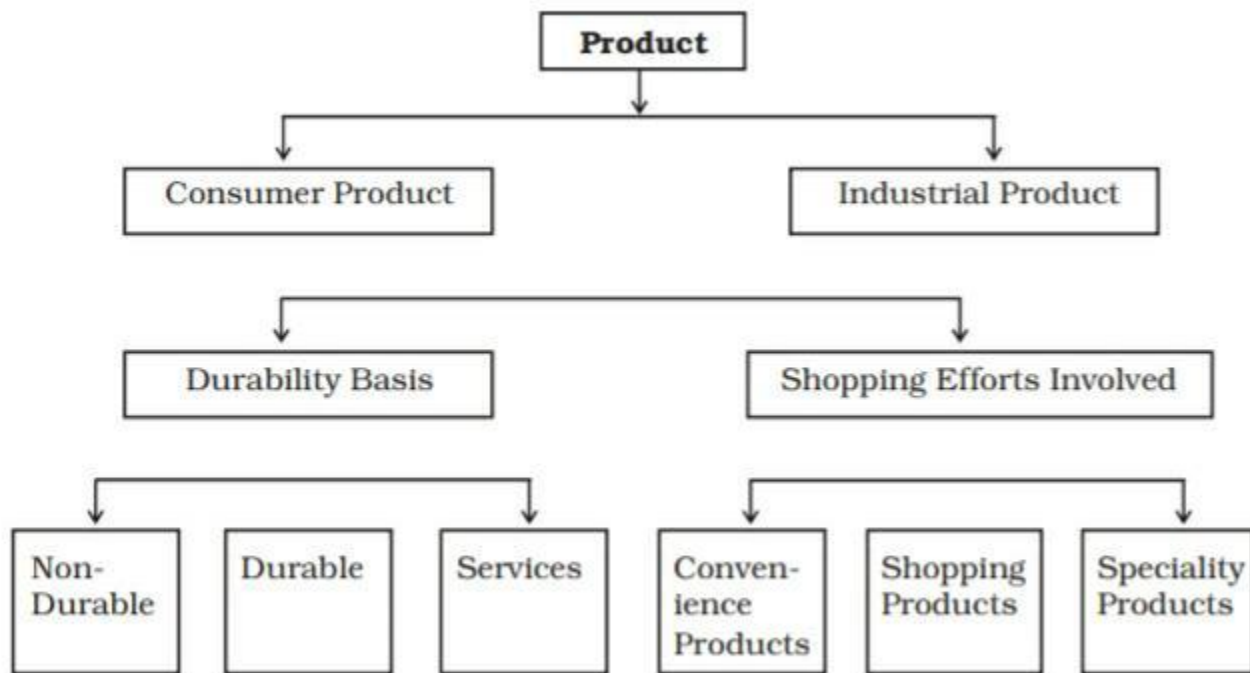 Product
Consumer Product
Industrial Product
Durability Basis
Shopping Efforts Involved
Non-
Durable
Durable
Services
Conven-
ience
Products
Shopping
Products
Speciality
Products